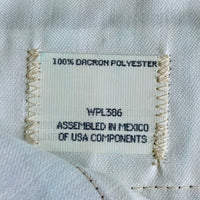 100% DACRON POLYESTER
WPL386
ASSEMBLED IN MEXICO
OF USA COMPONENTS